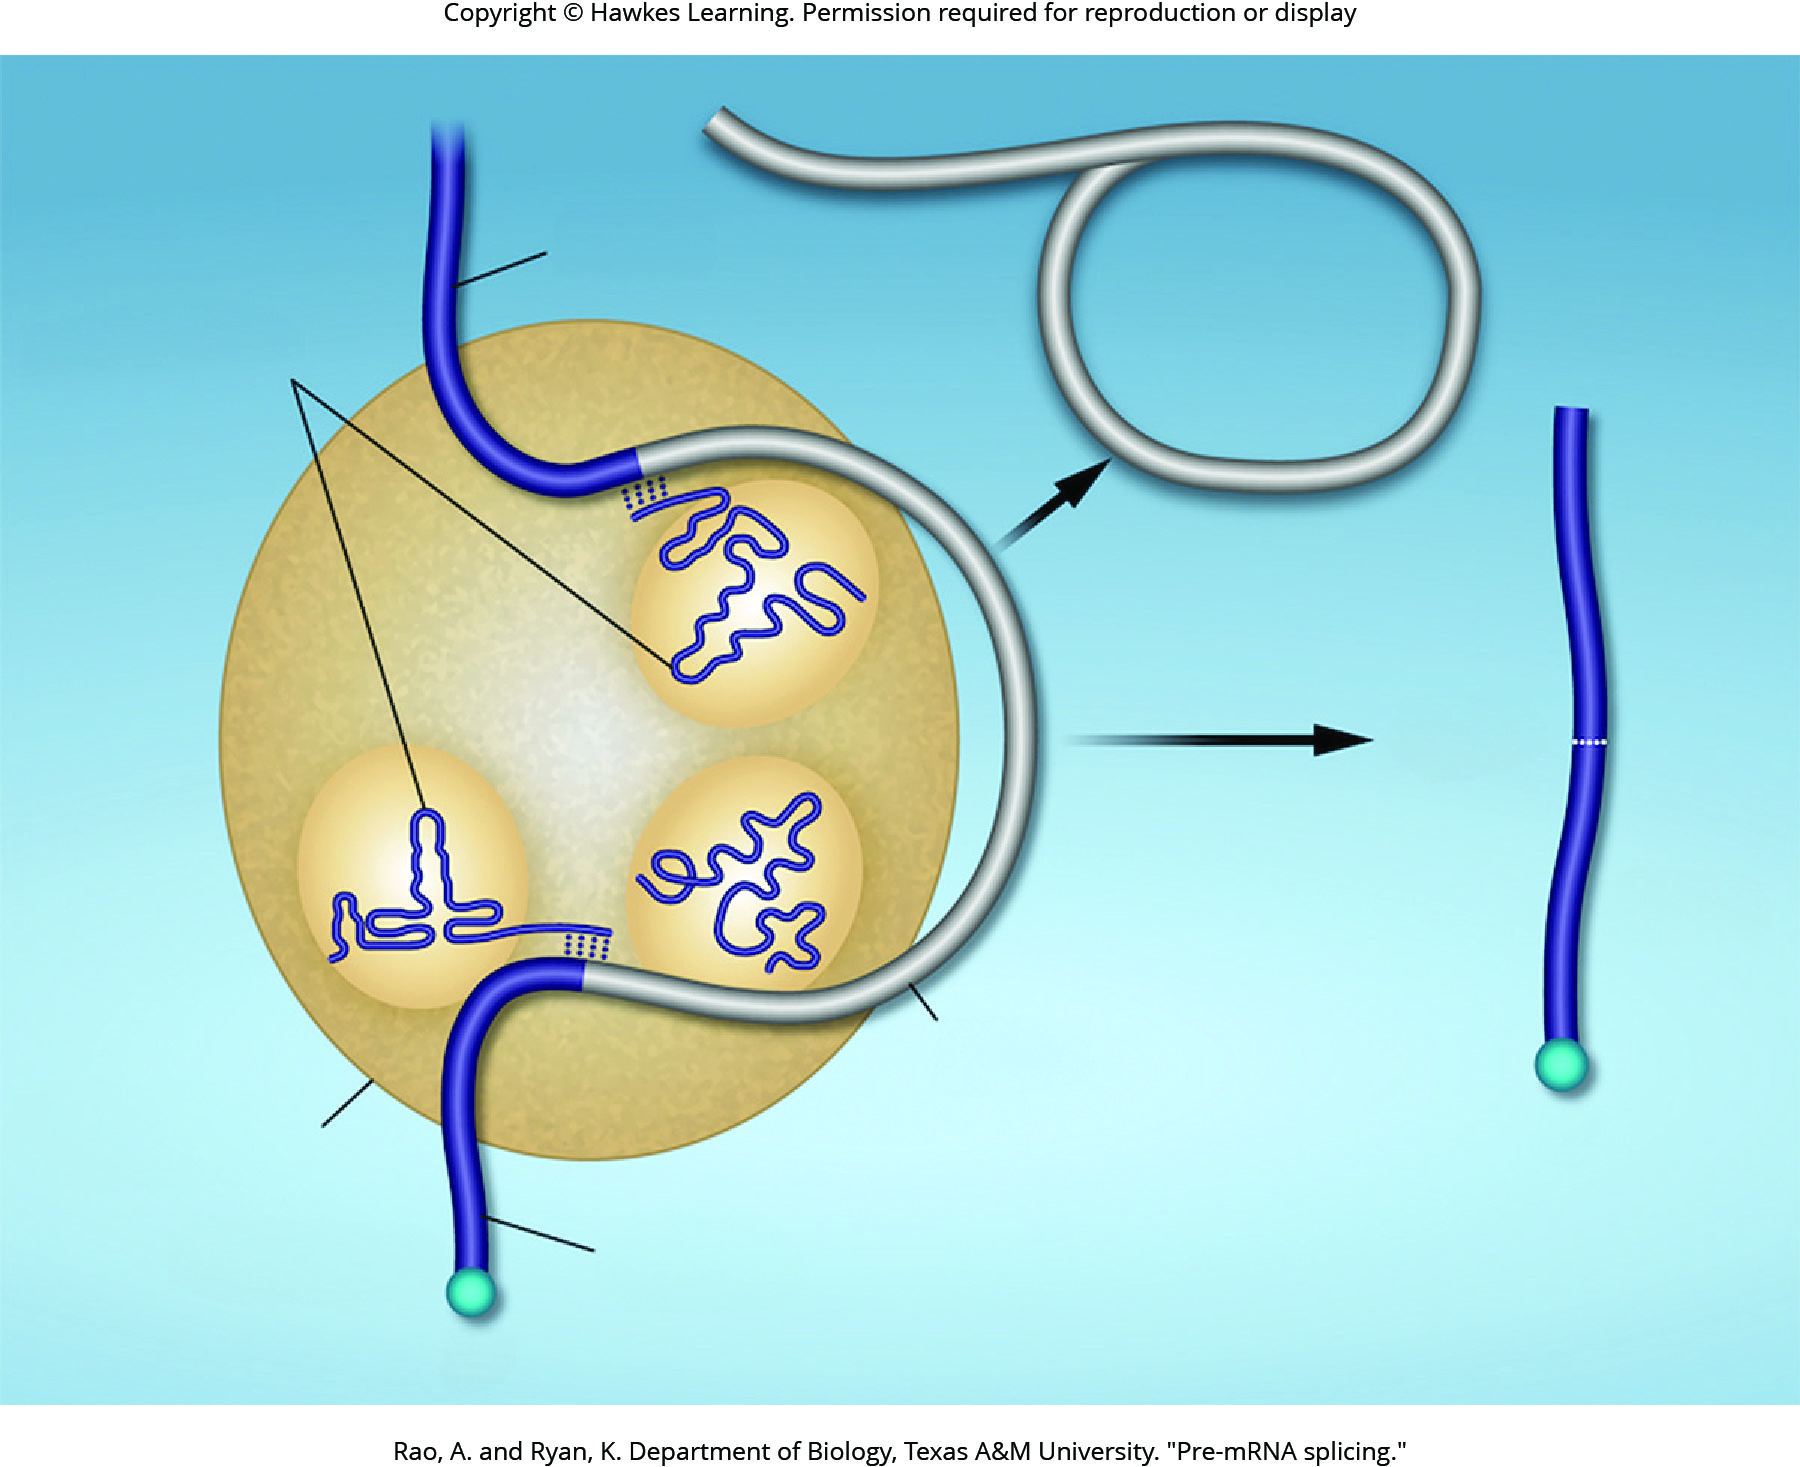 Copyright © Hawkes Learning. Permission required for reproduction or display
Rao, A. and Ryan, K. Department of Biology, Texas A&M University. "Pre-mRNA splicing."